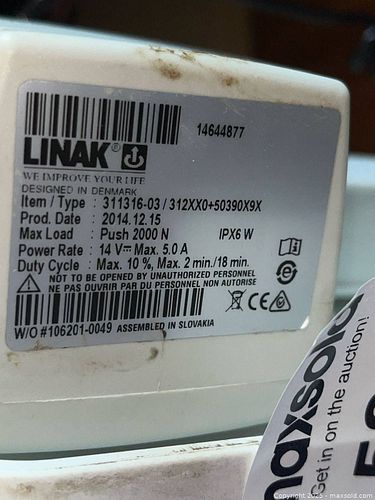 14644877
LINAK®
WE IMPROVE YOUR LIFE
DESIGNED IN DENMARK
Item / Type : 311316-03 / 312XX0+50390X9X
Prod. Date : 2014.12.15
Max Load : Push 2000 N IPX6 W
Power Rate : 14 V⎓ Max. 5.0 A
Duty Cycle : Max. 10 %, Max. 2 min./18 min.
NOT TO BE OPENED BY UNAUTHORIZED PERSONNEL
NE PAS OUVRIR PAR DU PERSONNEL NON AUTORISE
W/O #106201-0049 ASSEMBLED IN SLOVAKIA
CE
maxsold
Get in on the auction!
Copyright 2025 - maxsold.com